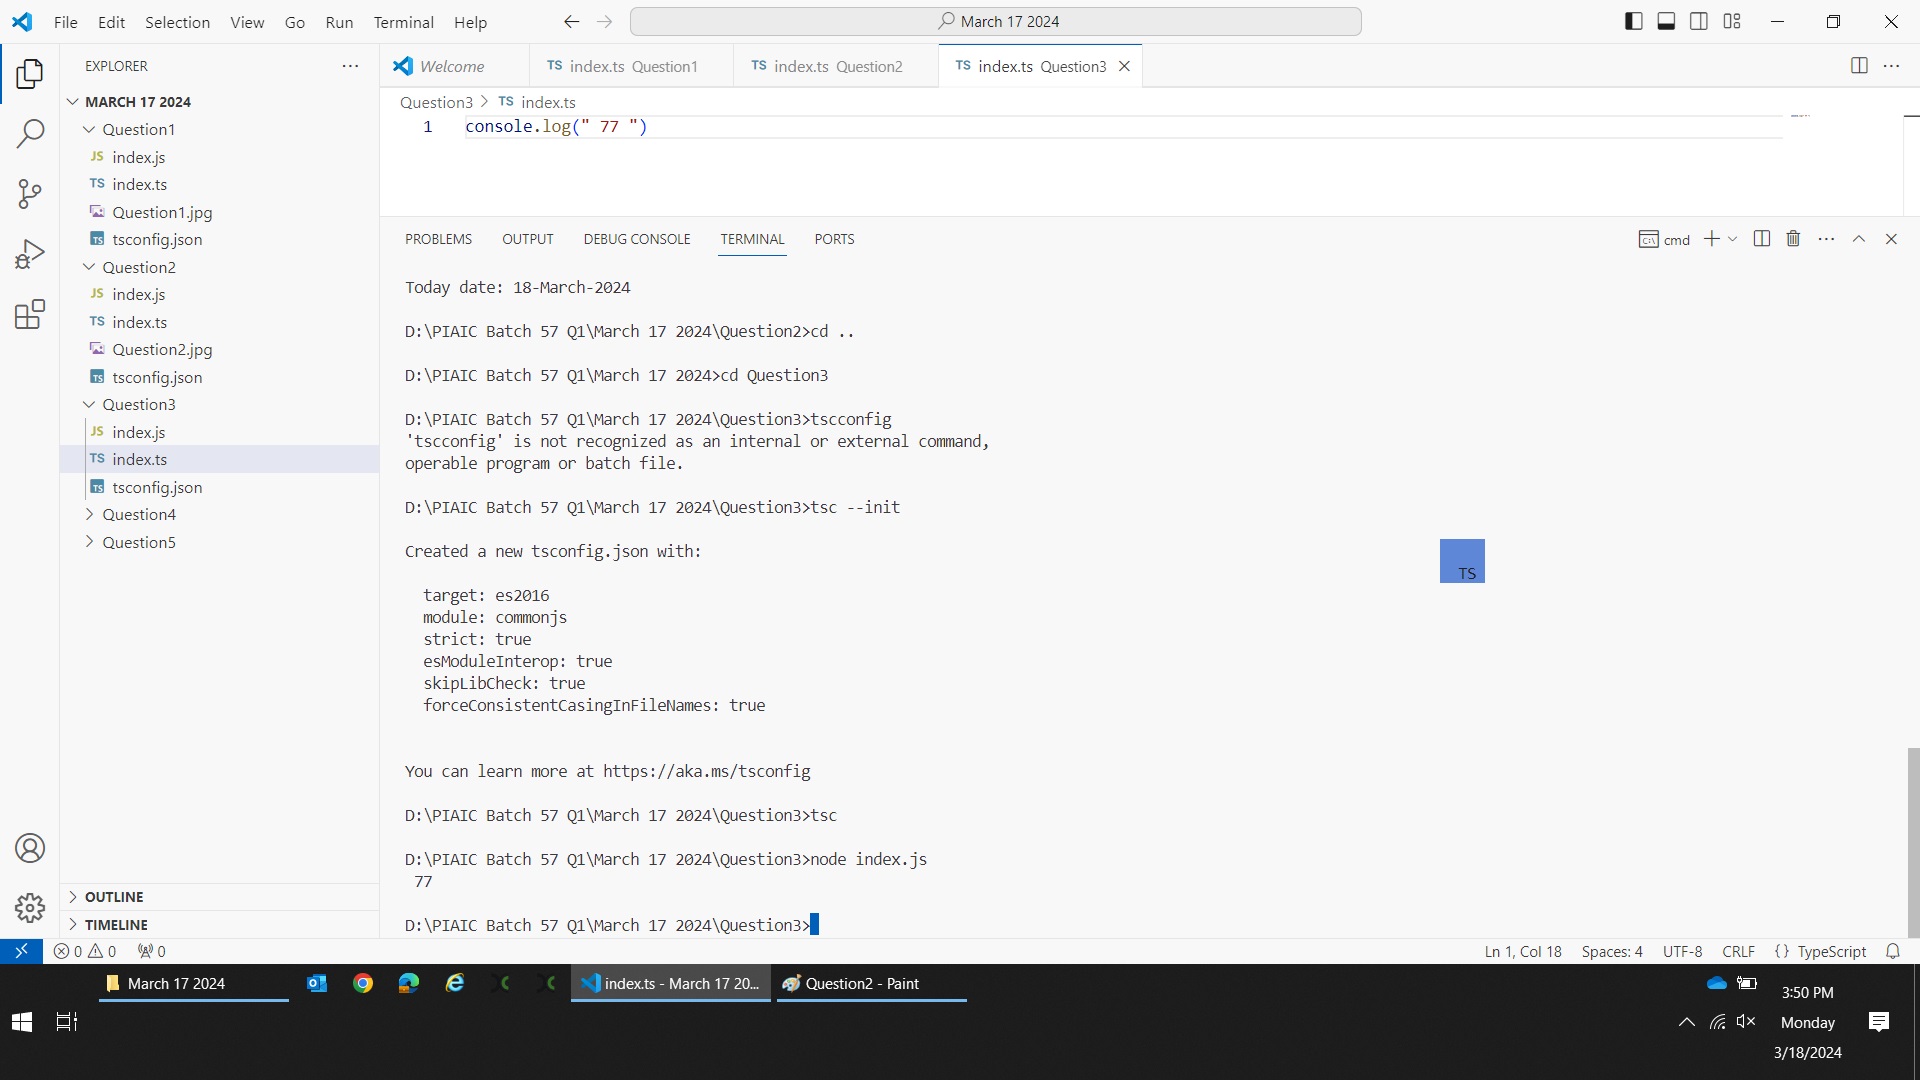 File Edit Selection View Go Run Terminal Help
March 17 2024
EXPLORER
MARCH 17 2024
Question1
JS index.js
TS index.ts
Question1.jpg
TS tsconfig.json
Question2
JS index.js
TS index.ts
Question2.jpg
TS tsconfig.json
Question3
JS index.js
TS index.ts
TS tsconfig.json
Question4
Question5
OUTLINE
TIMELINE
Welcome
TS index.ts Question1
TS index.ts Question2
TS index.ts Question3
Question3 > TS index.ts
1 console.log(" 77 ")
PROBLEMS OUTPUT DEBUG CONSOLE TERMINAL PORTS
cmd
Today date: 18-March-2024
D:\PIAIC Batch 57 Q1\March 17 2024\Question2>cd ..
D:\PIAIC Batch 57 Q1\March 17 2024>cd Question3
D:\PIAIC Batch 57 Q1\March 17 2024\Question3>tscconfig
'tscconfig' is not recognized as an internal or external command,
operable program or batch file.
D:\PIAIC Batch 57 Q1\March 17 2024\Question3>tsc --init
Created a new tsconfig.json with:
target: es2016
module: commonjs
strict: true
esModuleInterop: true
skipLibCheck: true
forceConsistentCasingInFileNames: true
You can learn more at https://aka.ms/tsconfig
D:\PIAIC Batch 57 Q1\March 17 2024\Question3>tsc
D:\PIAIC Batch 57 Q1\March 17 2024\Question3>node index.js
77
D:\PIAIC Batch 57 Q1\March 17 2024\Question3>
TS
0 0 0
Ln 1, Col 18 Spaces: 4 UTF-8 CRLF {} TypeScript
March 17 2024
index.ts - March 17 20...
Question2 - Paint
3:50 PM
Monday
3/18/2024